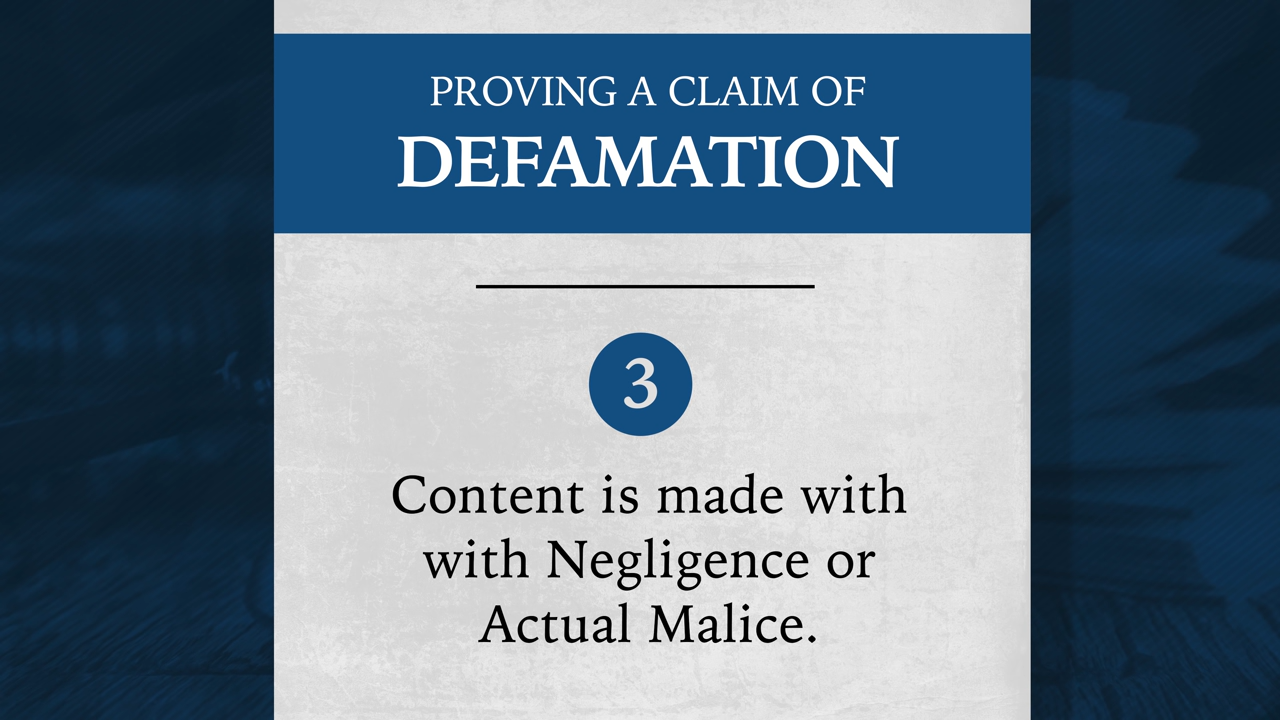 PROVING A CLAIM OF
DEFAMATION
3
Content is made with
with Negligence or
Actual Malice.